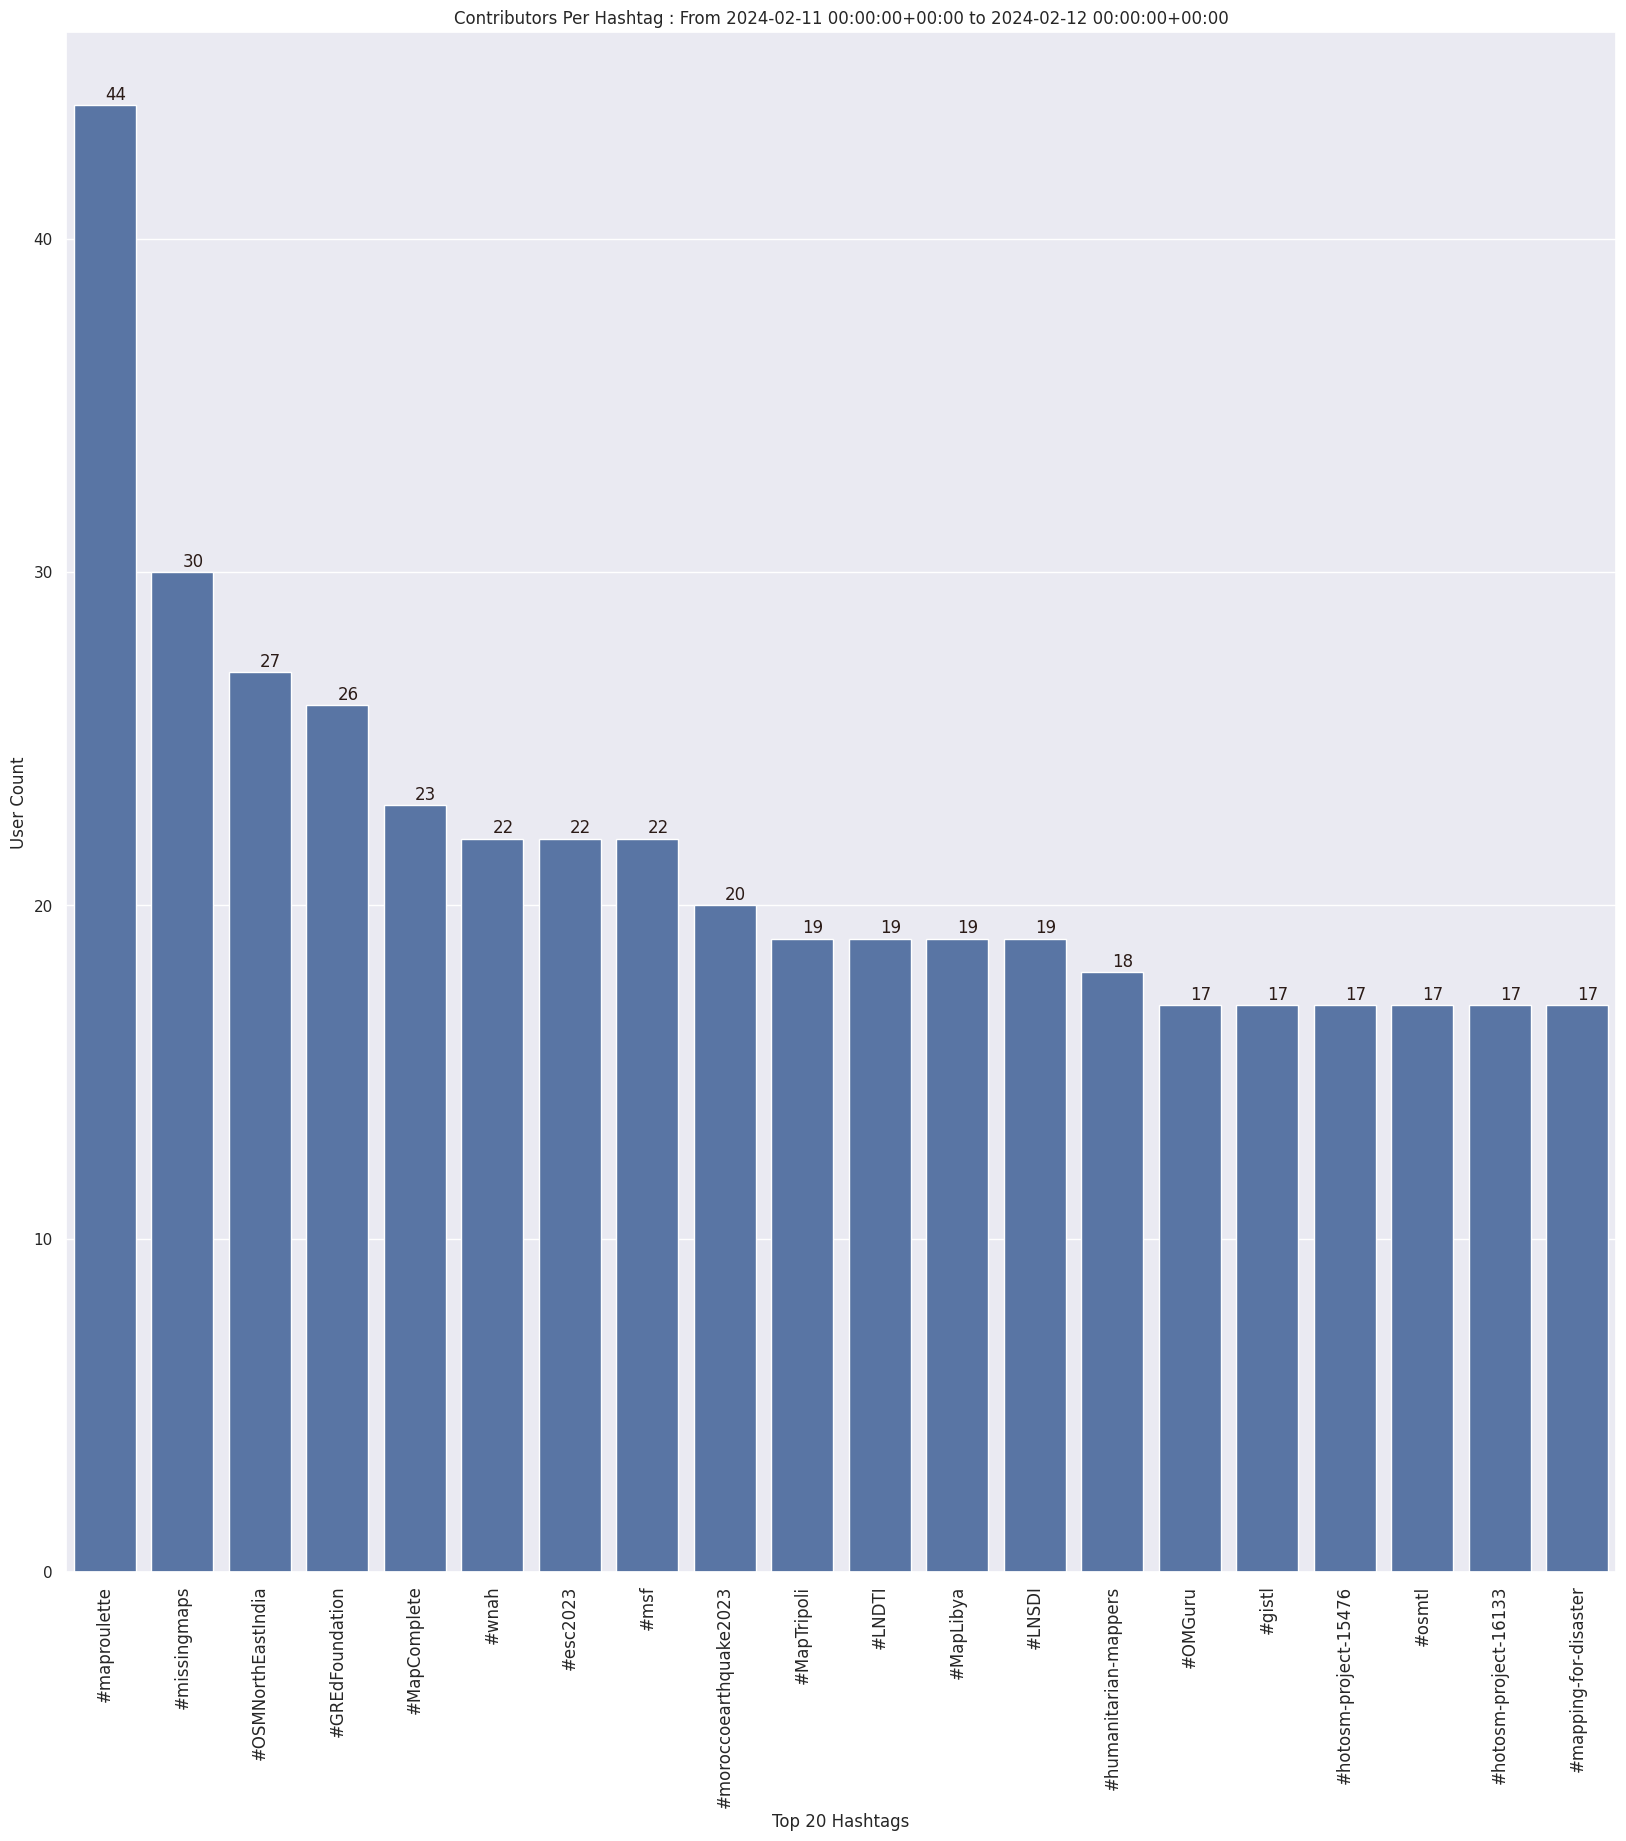 Contributors Per Hashtag : From 2024-02-11 00:00:00+00:00 to 2024-02-12 00:00:00+00:00
User Count
40
30
20
10
0
44
30
27
26
23
22
22
22
20
19
19
19
19
18
17
17
17
17
17
17
#maproulette
#missingmaps
#OSMNorthEastIndia
#GREdFoundation
#MapComplete
#wnah
#esc2023
#msf
#moroccoearthquake2023
#MapTripoli
#LNDTI
#MapLibya
#LNSDI
#humanitarian-mappers
#OMGuru
#gistl
#hotosm-project-15476
#osmtl
#hotosm-project-16133
#mapping-for-disaster
Top 20 Hashtags